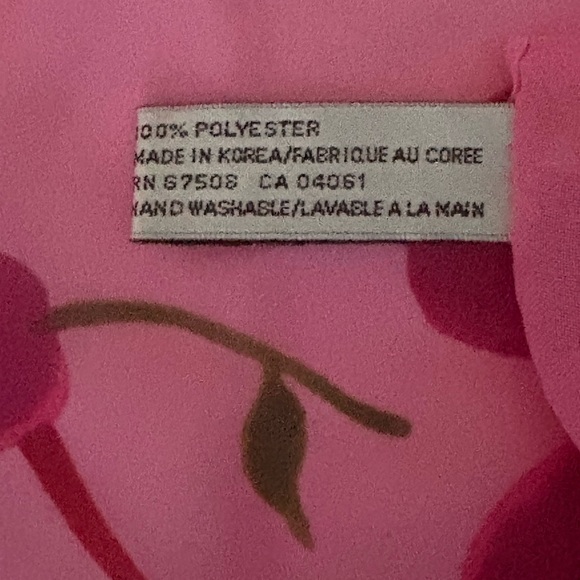 100% POLYESTER
MADE IN KOREA/FABRIQUE AU COREE
RN 67508 CA 04061
HAND WASHABLE/LAVABLE A LA MAIN